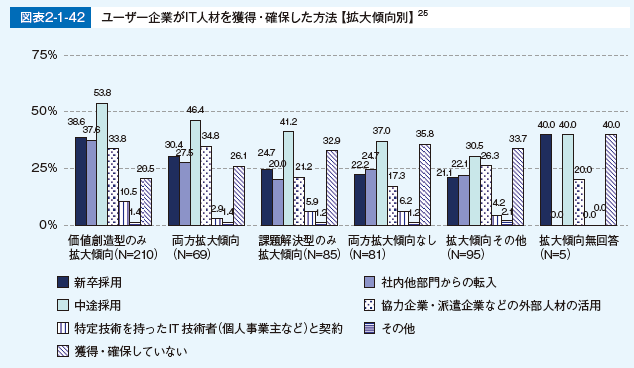 図表2-1-42 ユーザー企業がIT人材を獲得・確保した方法【拡大傾向別】25
75%
50%
25%
0%
38.6 37.6 53.8 33.8 10.5 1.4 20.5
30.4 27.5 46.4 34.8 2.9 1.4 26.1
24.7 20.0 41.2 21.2 5.9 1.2 32.9
22.2 24.7 37.0 17.3 6.2 1.2 35.8
21.1 22.1 30.5 26.3 4.2 2.1 33.7
40.0 0.0 40.0 20.0 0.0 0.0 40.0
価値創造型のみ
拡大傾向(N=210)
両方拡大傾向
(N=69)
課題解決型のみ
拡大傾向(N=85)
両方拡大傾向なし
(N=81)
拡大傾向その他
(N=95)
拡大傾向無回答
(N=5)
新卒採用
社内他部門からの転入
中途採用
協力企業・派遣企業などの外部人材の活用
特定技術を持ったIT技術者(個人事業主など)と契約
その他
獲得・確保していない